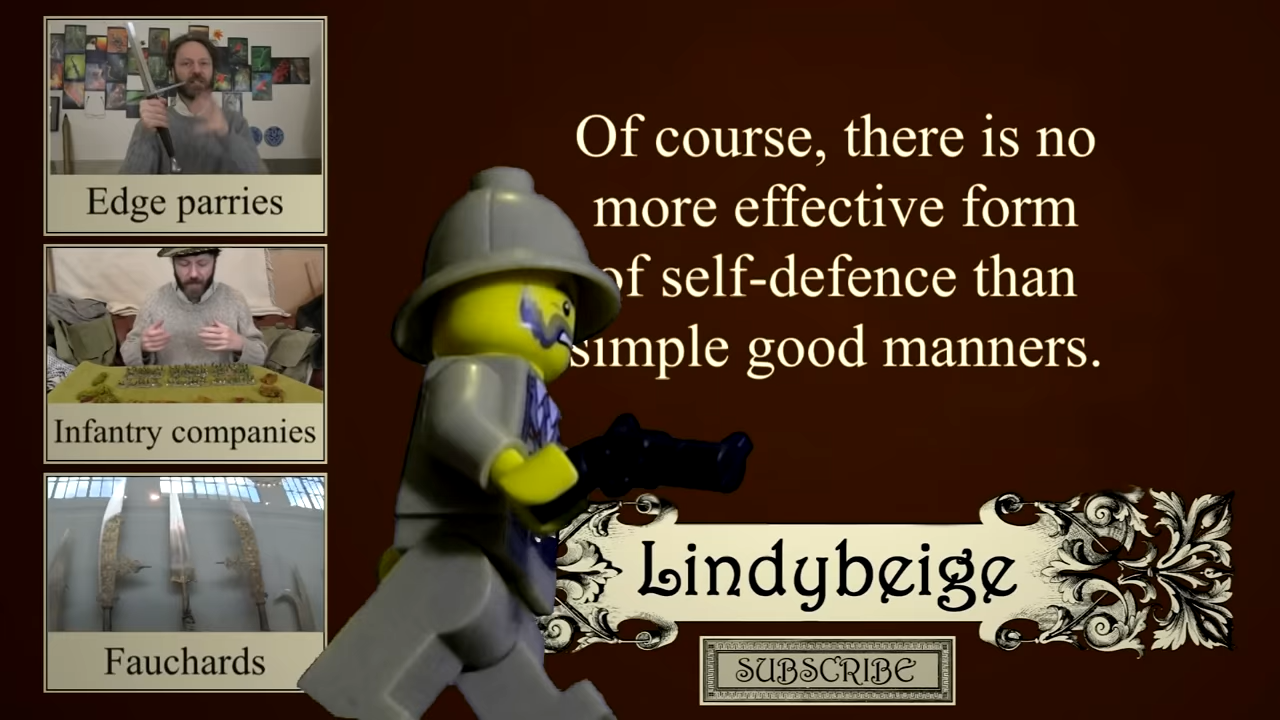 Edge parries
Infantry companies
Fauchards
Of course, there is no
more effective form
of self-defence than
simple good manners.
Lindybeige
SUBSCRIBE